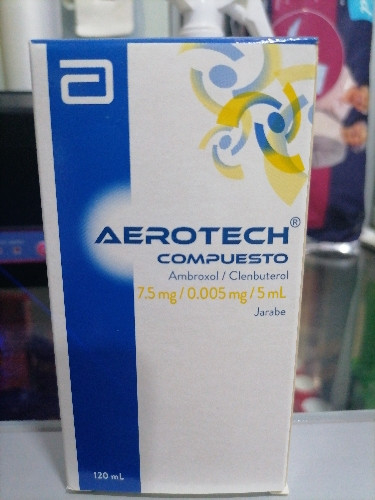 AEROTECH®
COMPUESTO
Ambroxol / Clenbuterol
7.5 mg / 0.005 mg / 5 mL
Jarabe
120 mL